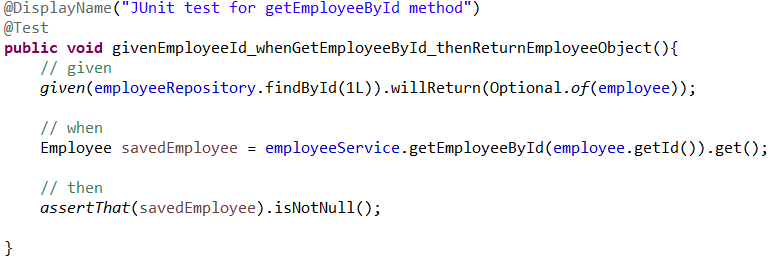 @DisplayName("JUnit test for getEmployeeById method")
@Test
public void givenEmployeeId_whenGetEmployeeById_thenReturnEmployeeObject(){
    // given
    given(employeeRepository.findById(1L)).willReturn(Optional.of(employee));
    // when
    Employee savedEmployee = employeeService.getEmployeeById(employee.getId()).get();
    // then
    assertThat(savedEmployee).isNotNull();
}